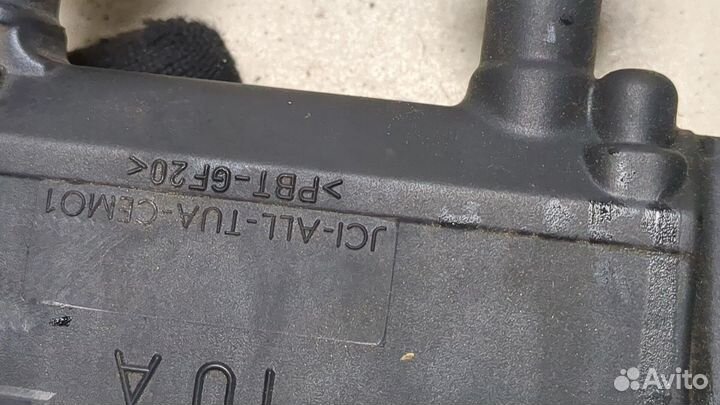 TUA
JCI-ALL-TUA-CEM01
>PBT-GF20<
Avito